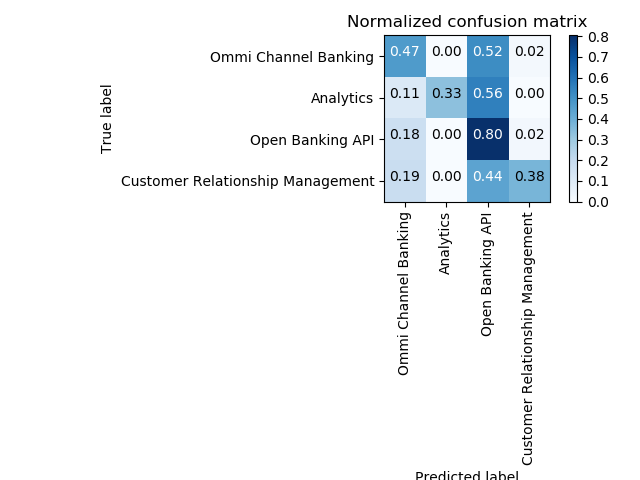 Normalized confusion matrix
True label
Ommi Channel Banking 0.47 0.00 0.52 0.02
Analytics 0.11 0.33 0.56 0.00
Open Banking API 0.18 0.00 0.80 0.02
Customer Relationship Management 0.19 0.00 0.44 0.38
0.8
0.7
0.6
0.5
0.4
0.3
0.2
0.1
0.0
Ommi Channel Banking
Analytics
Open Banking API
Customer Relationship Management
Predicted label